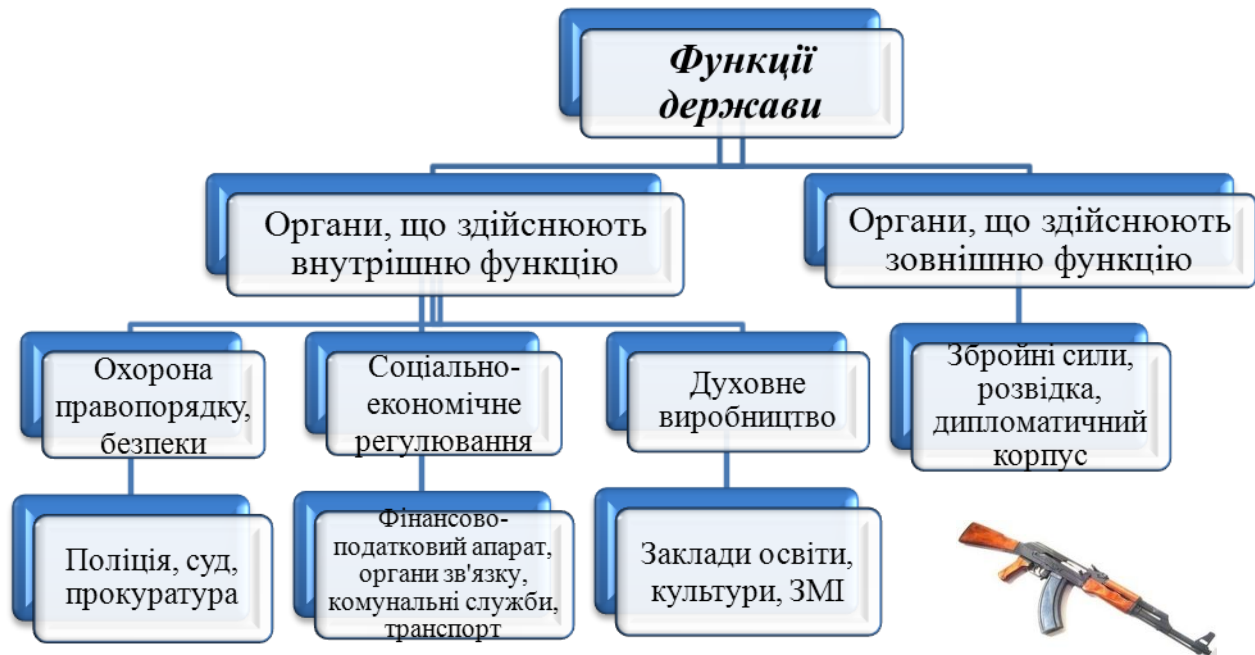 Функції
держави
Органи, що здійснюють
внутрішню функцію
Органи, що здійснюють
зовнішню функцію
Охорона
правопорядку,
безпеки
Соціально-
економічне
регулювання
Духовне
виробництво
Збройні сили,
розвідка,
дипломатичний
корпус
Поліція, суд,
прокуратура
Фінансово-
податковий апарат,
органи зв'язку,
комунальні служби,
транспорт
Заклади освіти,
культури, ЗМІ